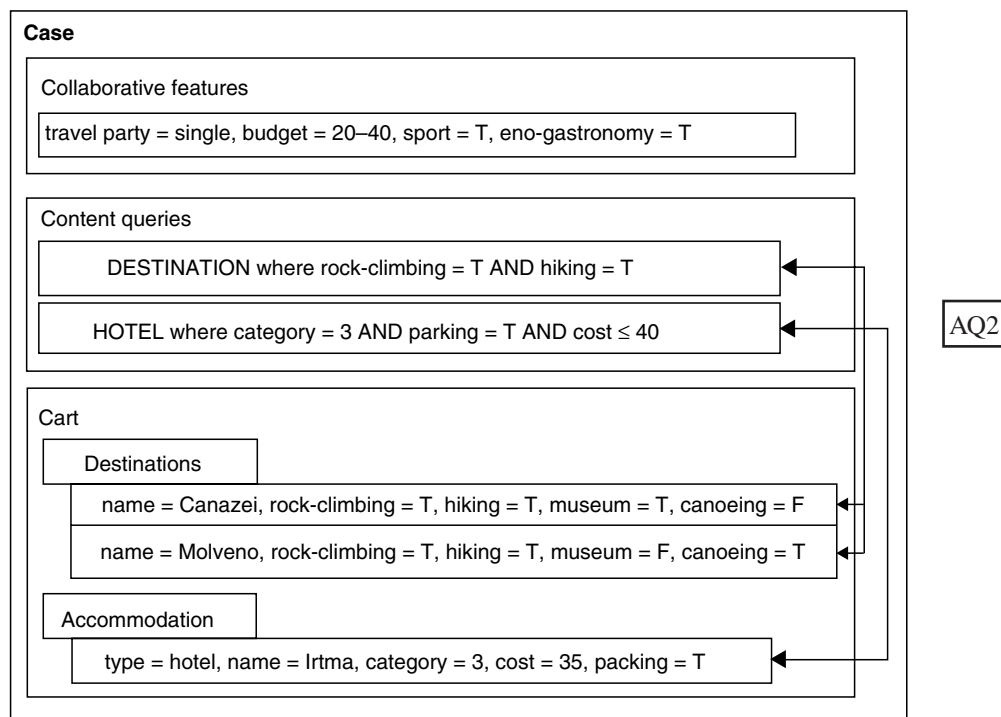 Case
Collaborative features
travel party = single, budget = 20–40, sport = T, eno-gastronomy = T
Content queries
DESTINATION where rock-climbing = T AND hiking = T
HOTEL where category = 3 AND parking = T AND cost ≤ 40
AQ2
Cart
Destinations
name = Canazei, rock-climbing = T, hiking = T, museum = T, canoeing = F
name = Molveno, rock-climbing = T, hiking = T, museum = F, canoeing = T
Accommodation
type = hotel, name = Irtma, category = 3, cost = 35, packing = T